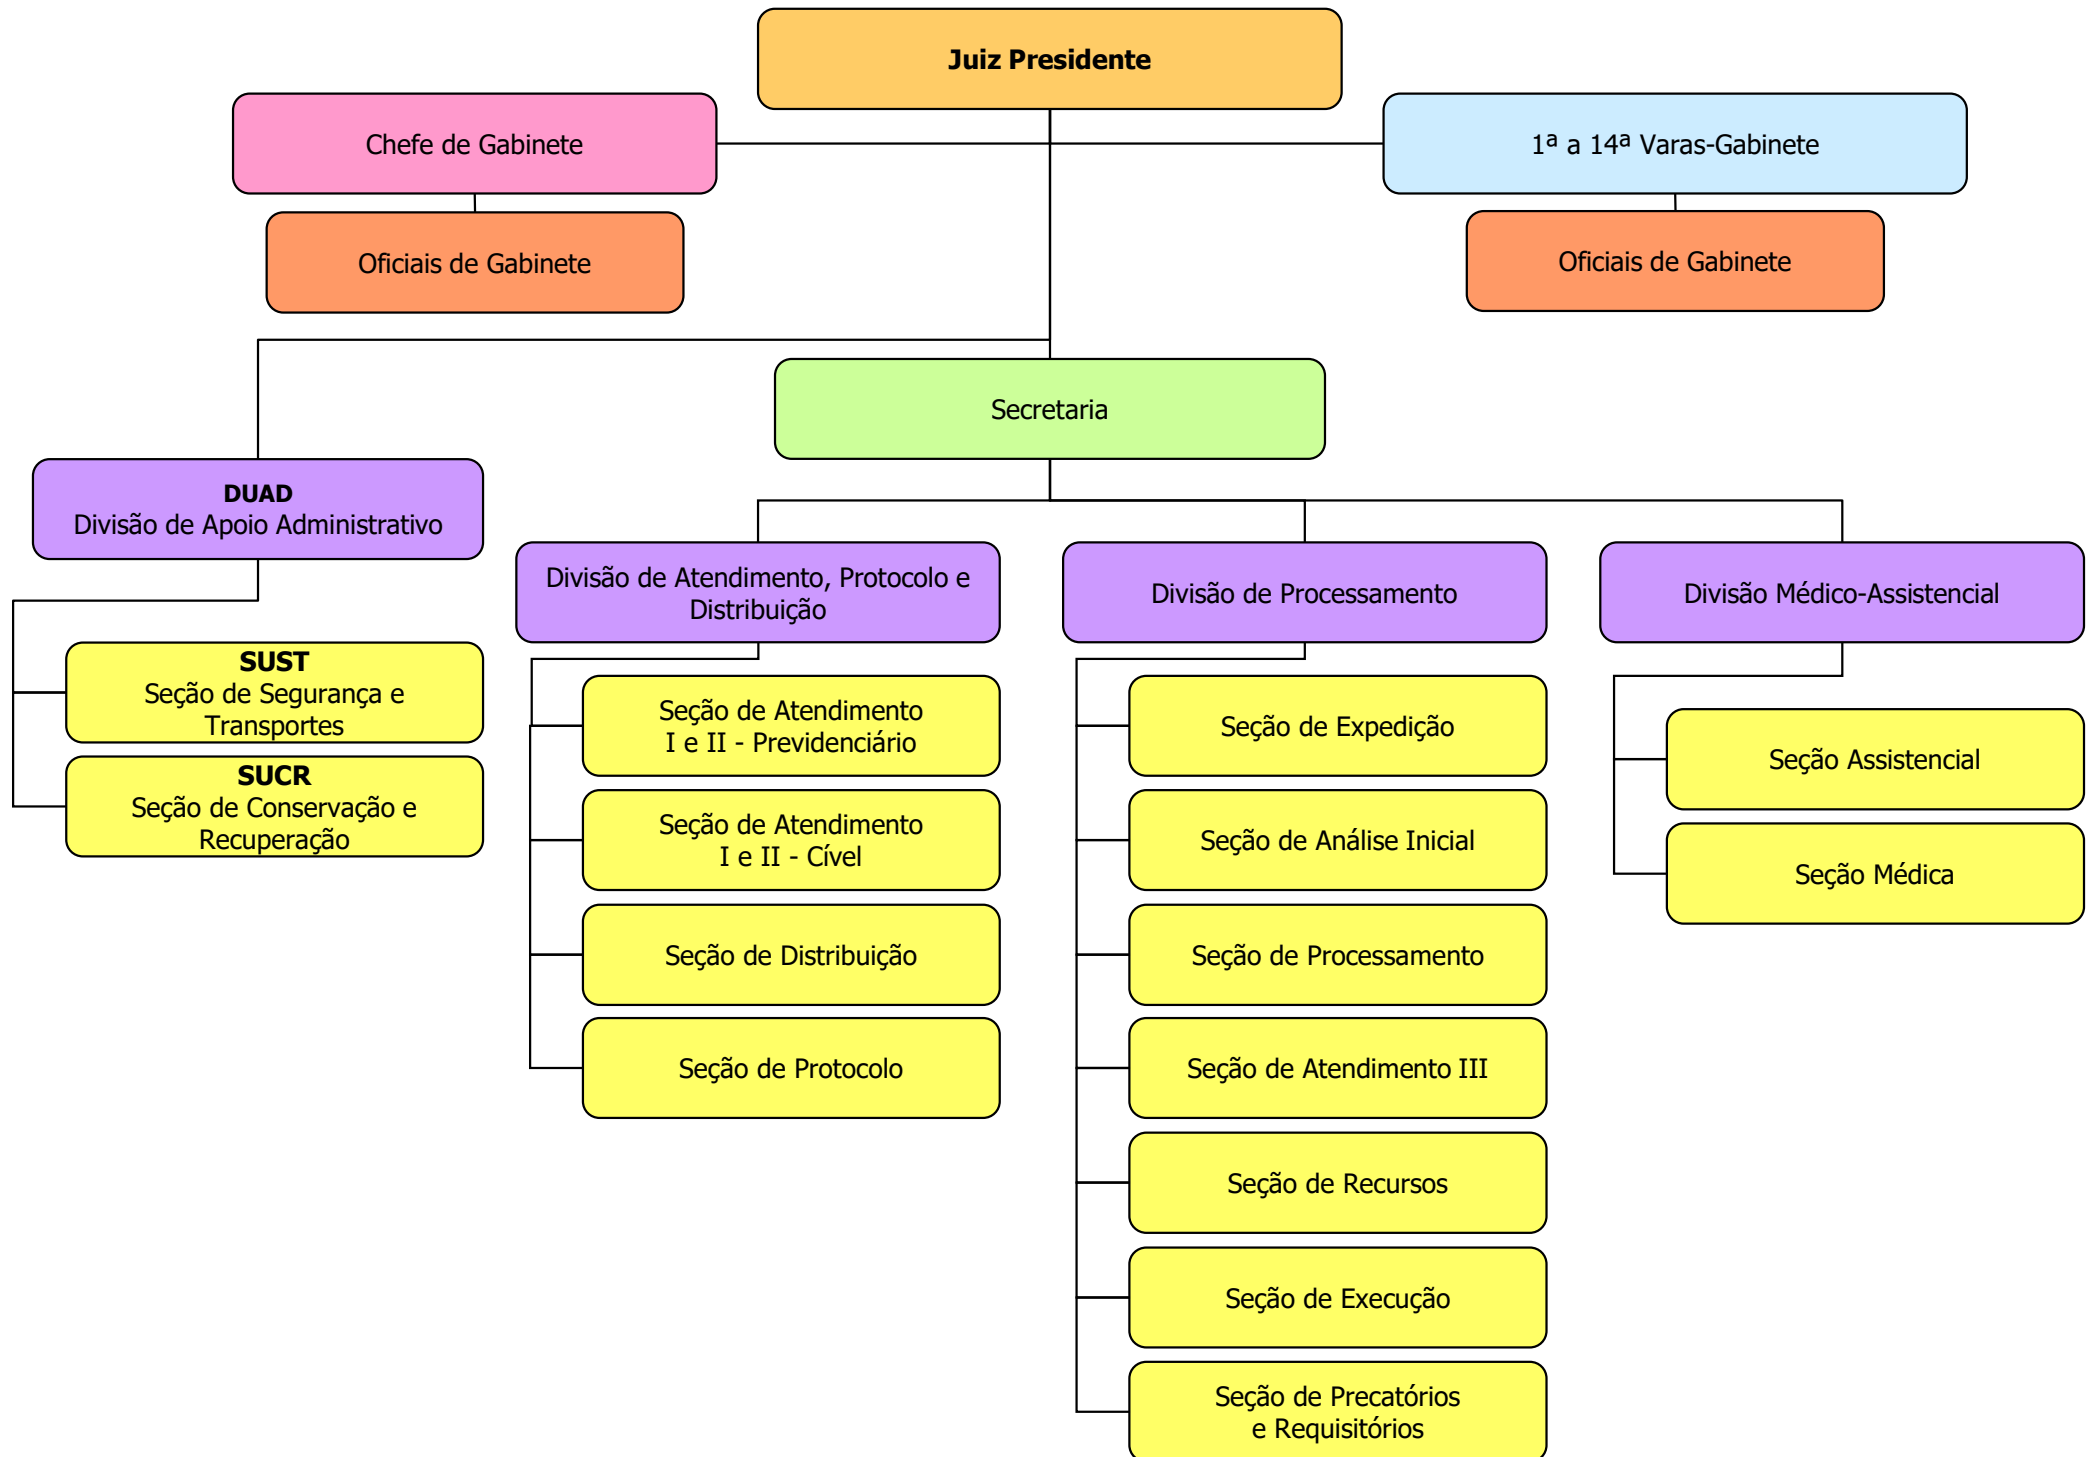 Juiz Presidente
Chefe de Gabinete
1ª a 14ª Varas-Gabinete
Oficiais de Gabinete
Oficiais de Gabinete
Secretaria
DUAD
Divisão de Apoio Administrativo
Divisão de Atendimento, Protocolo e
Distribuição
Divisão de Processamento
Divisão Médico-Assistencial
SUST
Seção de Segurança e
Transportes
SUCR
Seção de Conservação e
Recuperação
Seção de Atendimento
I e II - Previdenciário
Seção de Atendimento
I e II - Cível
Seção de Distribuição
Seção de Protocolo
Seção de Expedição
Seção de Análise Inicial
Seção de Processamento
Seção de Atendimento III
Seção de Recursos
Seção de Execução
Seção de Precatórios
e Requisitórios
Seção Assistencial
Seção Médica